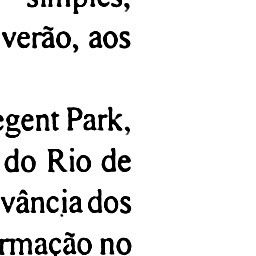 simples,
verão, aos
egent Park,
do Rio de
vância dos
rmação no